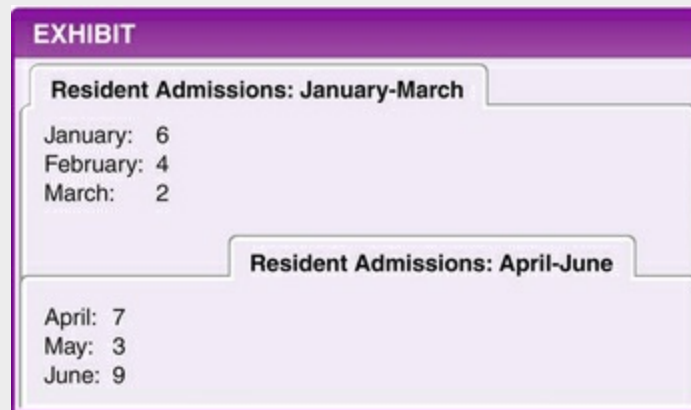 EXHIBIT
Resident Admissions: January-March
January: 6
February: 4
March: 2
Resident Admissions: April-June
April: 7
May: 3
June: 9